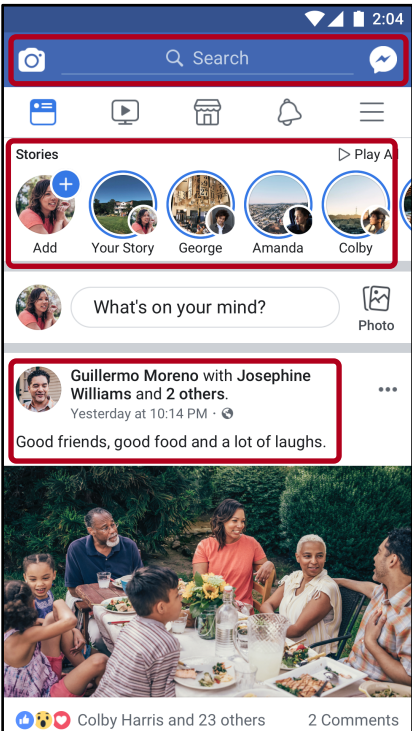 2:04
Search
Stories
Play Al
Add
Your Story
George
Amanda
Colby
What's on your mind?
Photo
Guillermo Moreno with Josephine
Williams and 2 others.
Yesterday at 10:14 PM ·
Good friends, good food and a lot of laughs.
Colby Harris and 23 others
2 Comments